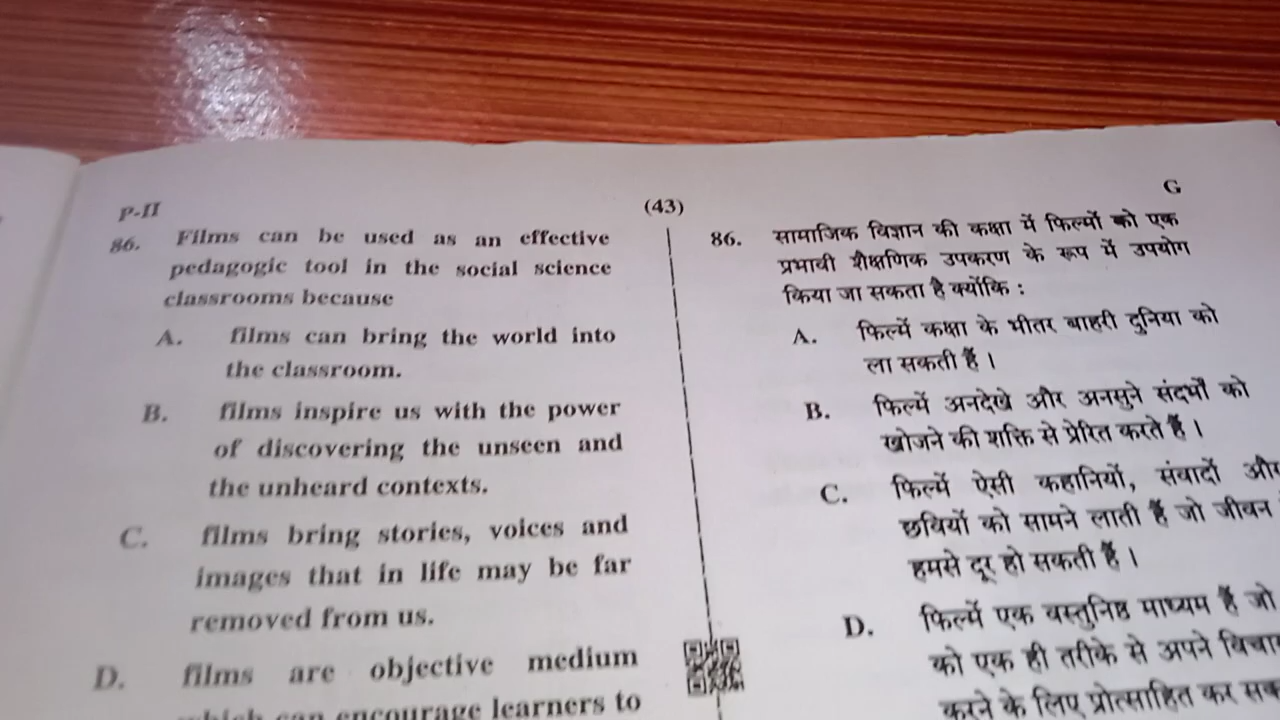 P-II
(43)
G
86. Films can be used as an effective
pedagogic tool in the social science
classrooms because
A. films can bring the world into
the classroom.
B. films inspire us with the power
of discovering the unseen and
the unheard contexts.
C. films bring stories, voices and
images that in life may be far
removed from us.
D. films are objective medium
which can encourage learners to
86. सामाजिक विज्ञान की कक्षा में फिल्मों को एक
प्रभावी शैक्षणिक उपकरण के रूप में उपयोग
किया जा सकता है क्योंकि :
A. फिल्में कक्षा के भीतर बाहरी दुनिया को
ला सकती हैं ।
B. फिल्में अनदेखे और अनसुने संदर्भों को
खोजने की शक्ति से प्रेरित करते हैं ।
C. फिल्में ऐसी कहानियों, संवादों और
छवियों को सामने लाती हैं जो जीवन
हमसे दूर हो सकती हैं ।
D. फिल्में एक वस्तुनिष्ठ माध्यम हैं जो
को एक ही तरीके से अपने
करने के लिए प्रोत्साहित कर